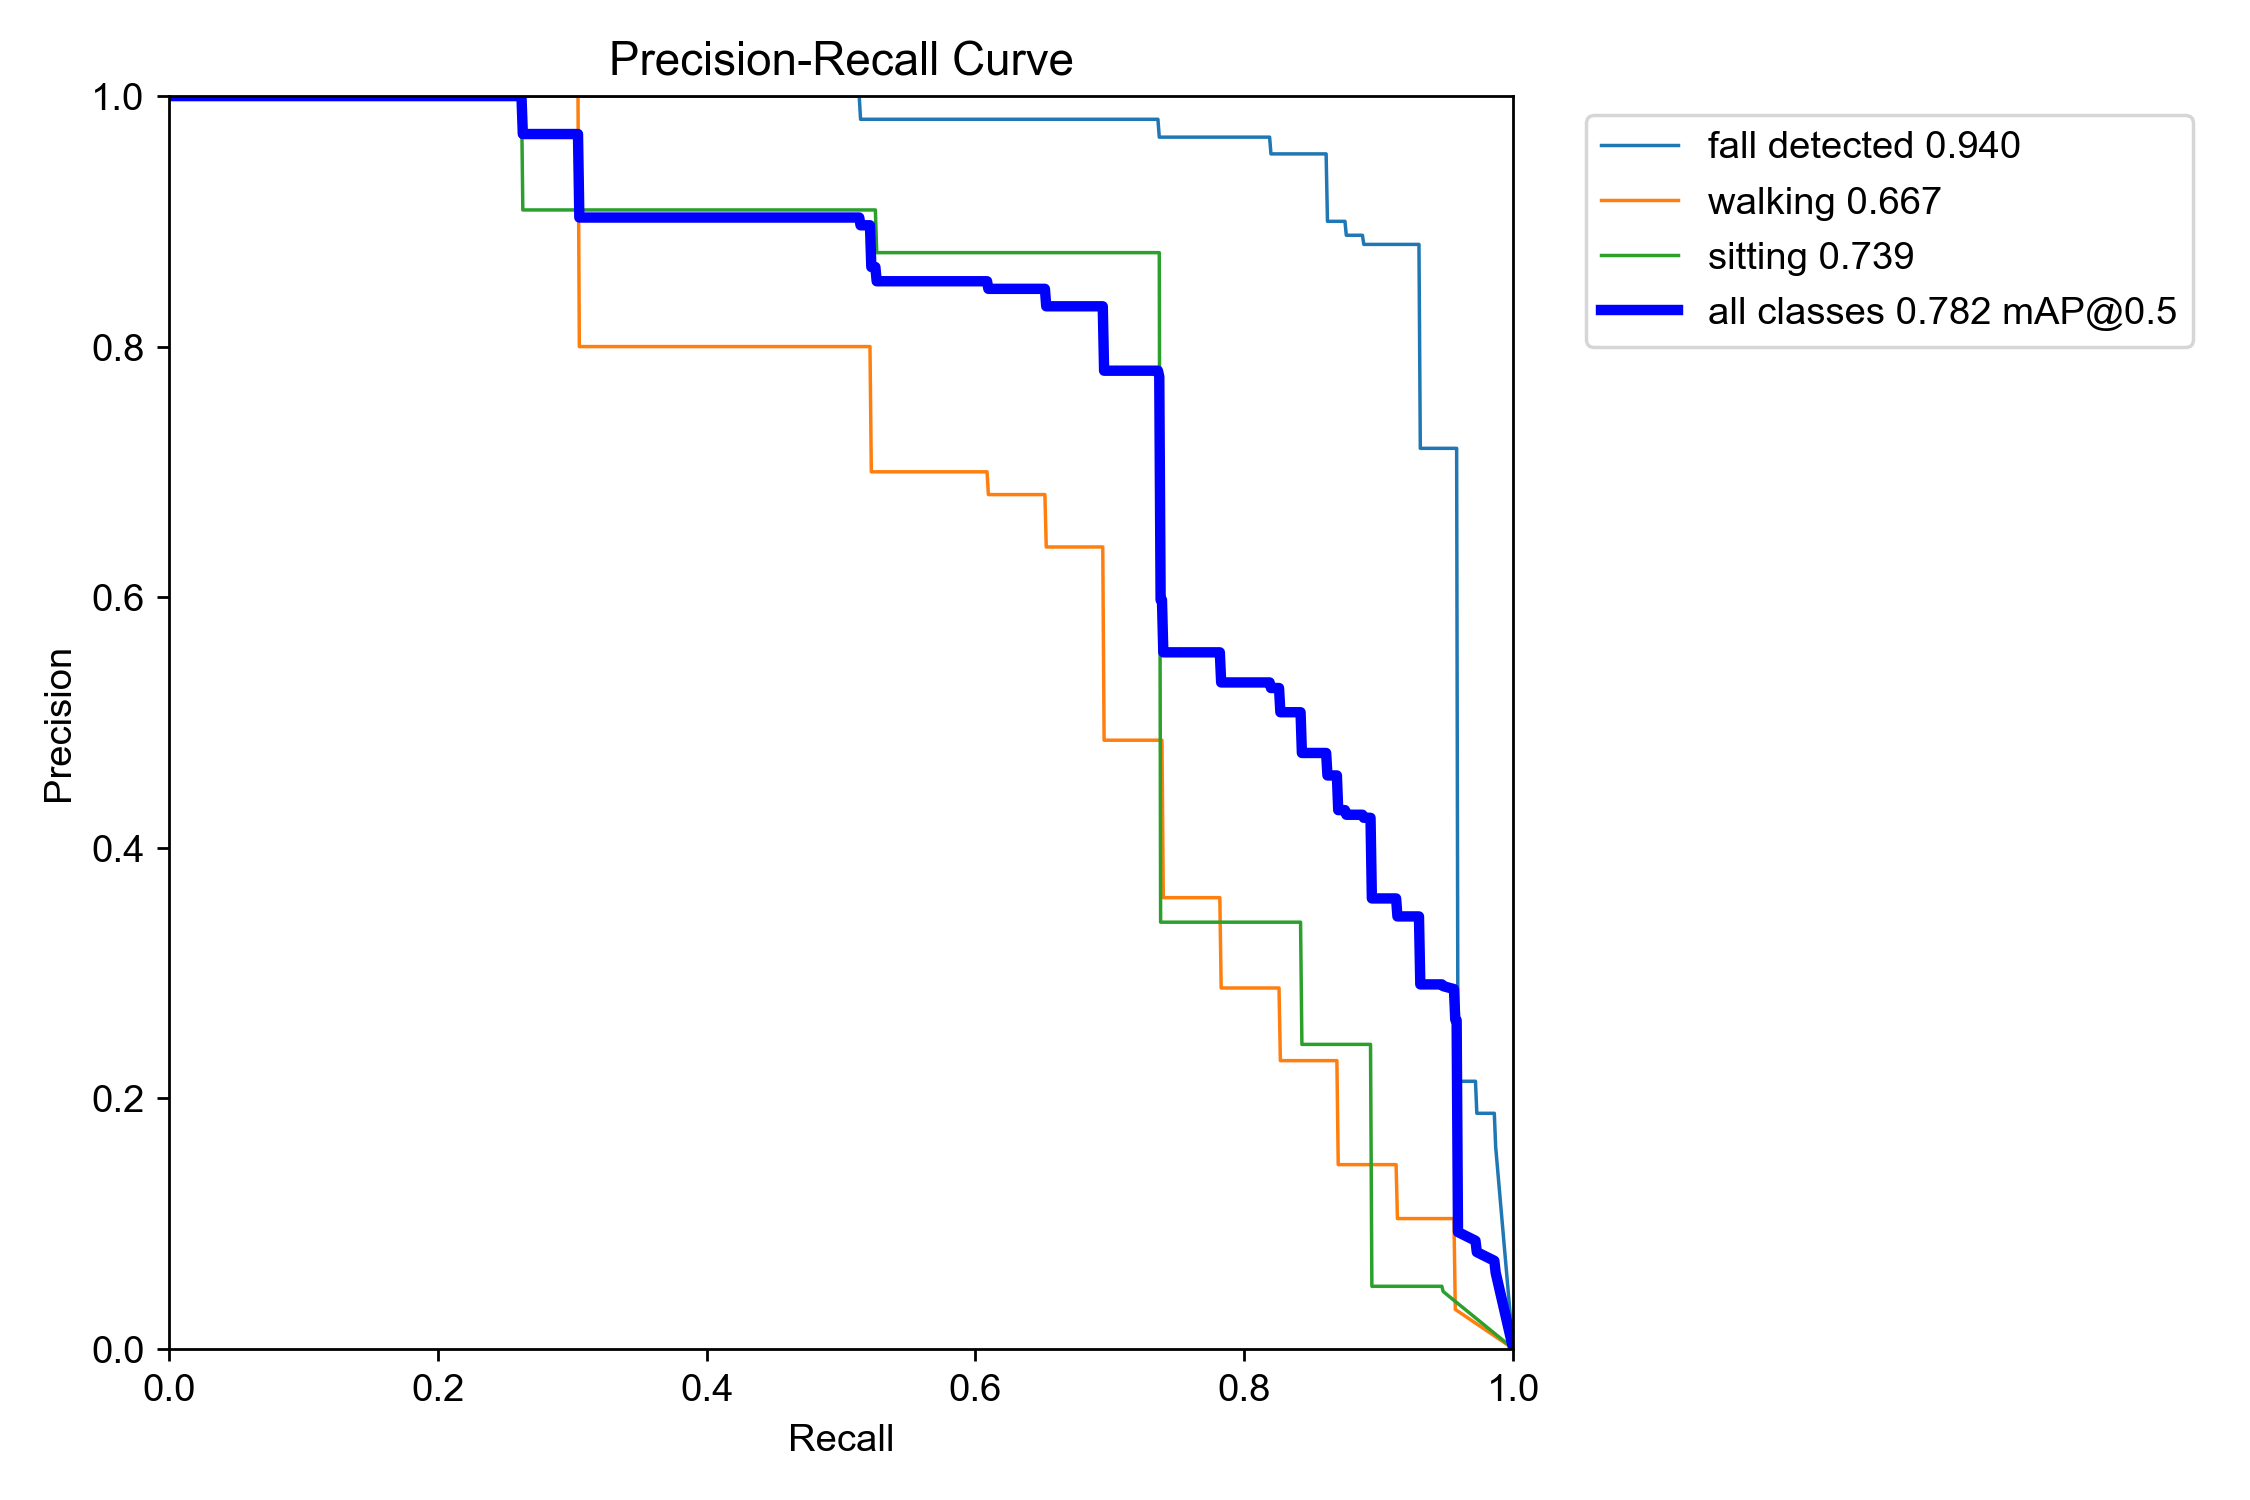 Precision-Recall Curve
1.0
0.8
0.6
0.4
0.2
0.0
Precision
0.0 0.2 0.4 0.6 0.8 1.0
Recall
fall detected 0.940
walking 0.667
sitting 0.739
all classes 0.782 mAP@0.5